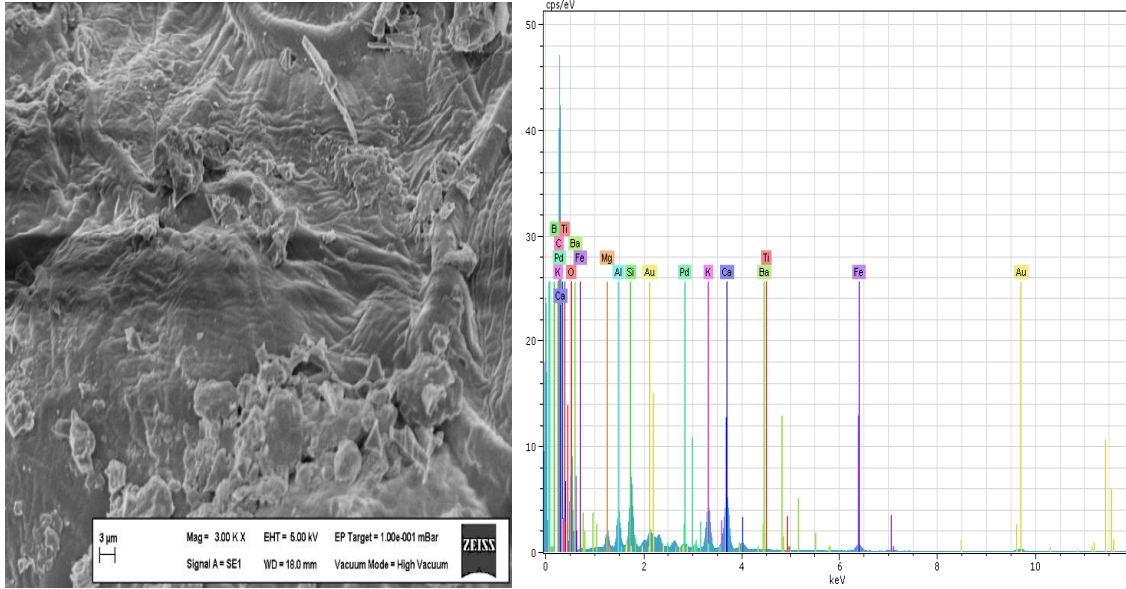 3 µm
Mag = 3.00 K X EHT = 5.00 kV EP Target = 1.00e-001 mBar
Signal A = SE1 WD = 18.0 mm Vacuum Mode = High Vacuum
ZEISS
cps/eV
50
40
30
20
10
0
B Ti
C Ba
Pd Fe Mg
K O Al Si Au Pd K Ca Ba Ti Fe Au
Ca
0 2 4 6 8 10
keV